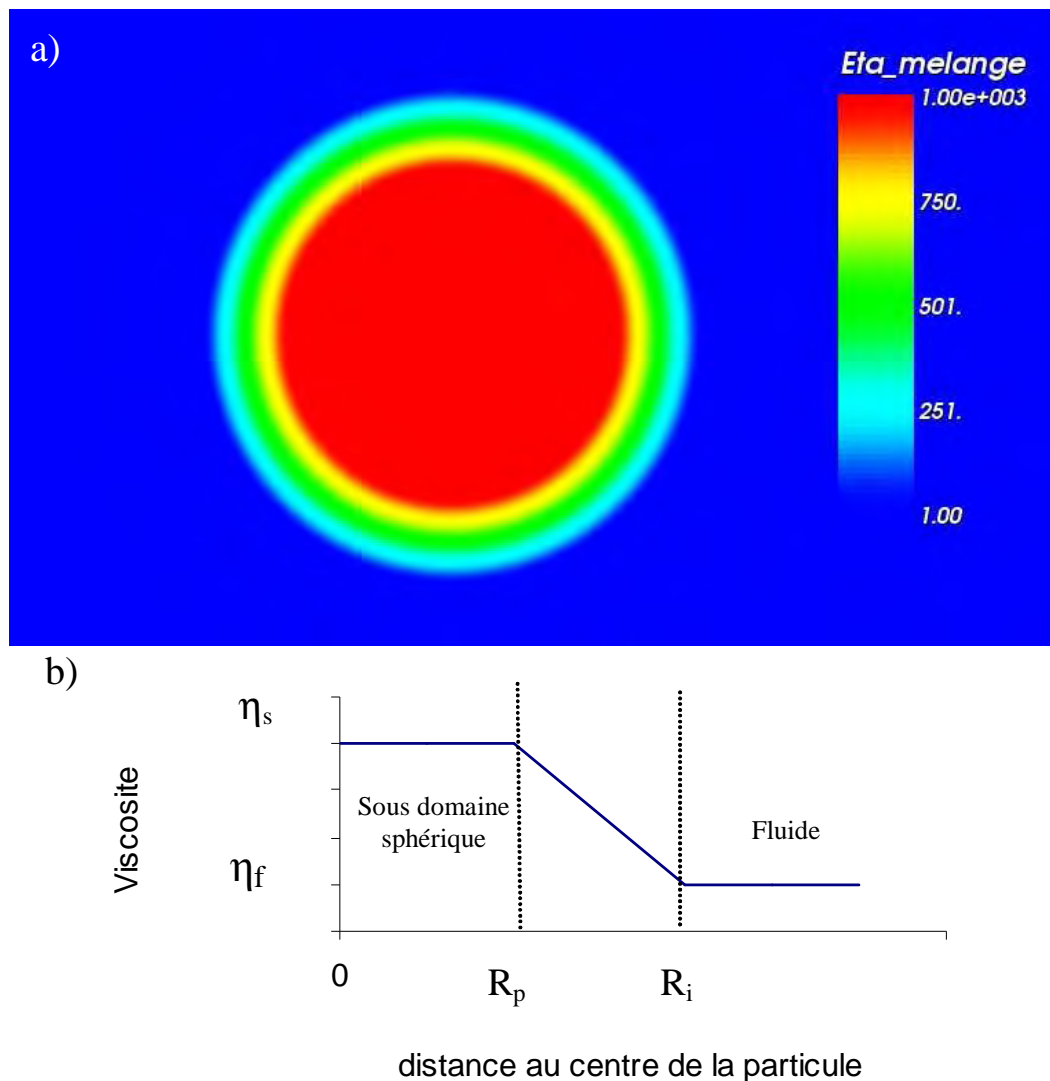 a)
Eta_melange
1.00e+003
750.
501.
251.
1.00
b)
ηs
Viscosite
Sous domaine
sphérique
Fluide
ηf
0
Rp
Ri
distance au centre de la particule